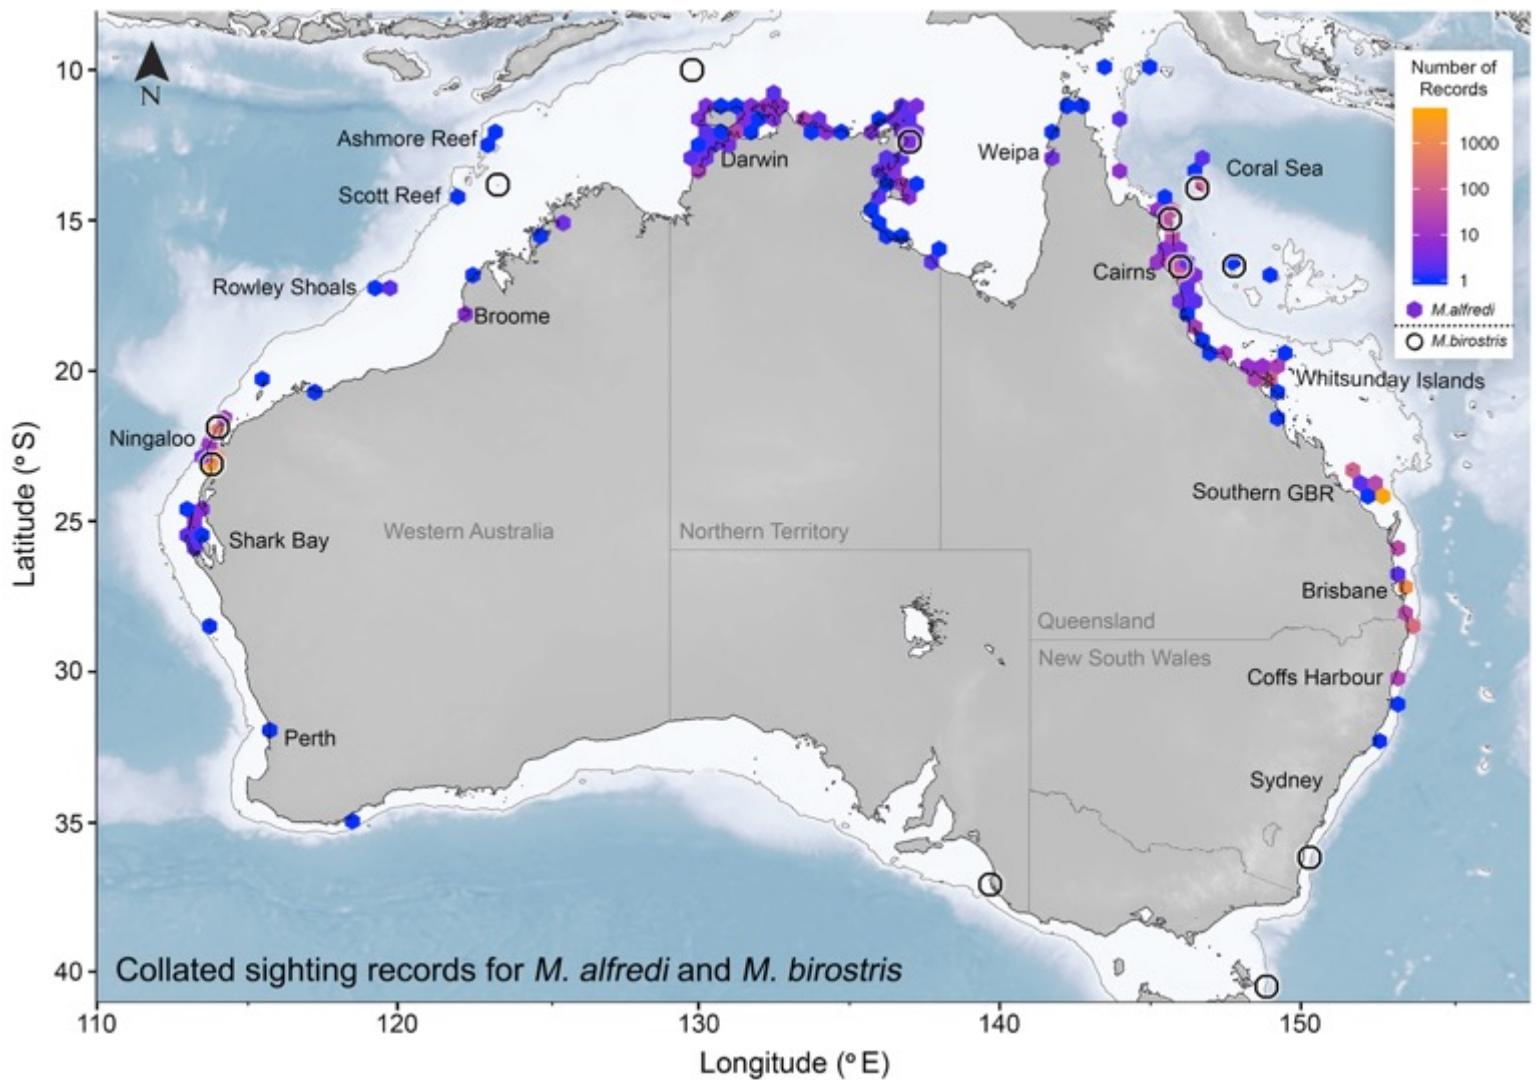 10
15
20
25
30
35
40
Latitude (° S)
110
120
130
140
150
Longitude (° E)
N
Ashmore Reef
Scott Reef
Rowley Shoals
Broome
Ningaloo
Shark Bay
Perth
Darwin
Weipa
Coral Sea
Cairns
Whitsunday Islands
Southern GBR
Brisbane
Coffs Harbour
Sydney
Western Australia
Northern Territory
Queensland
New South Wales
Number of
Records
1000
100
10
1
M.alfredi
M.birostris
Collated sighting records for M. alfredi and M. birostris